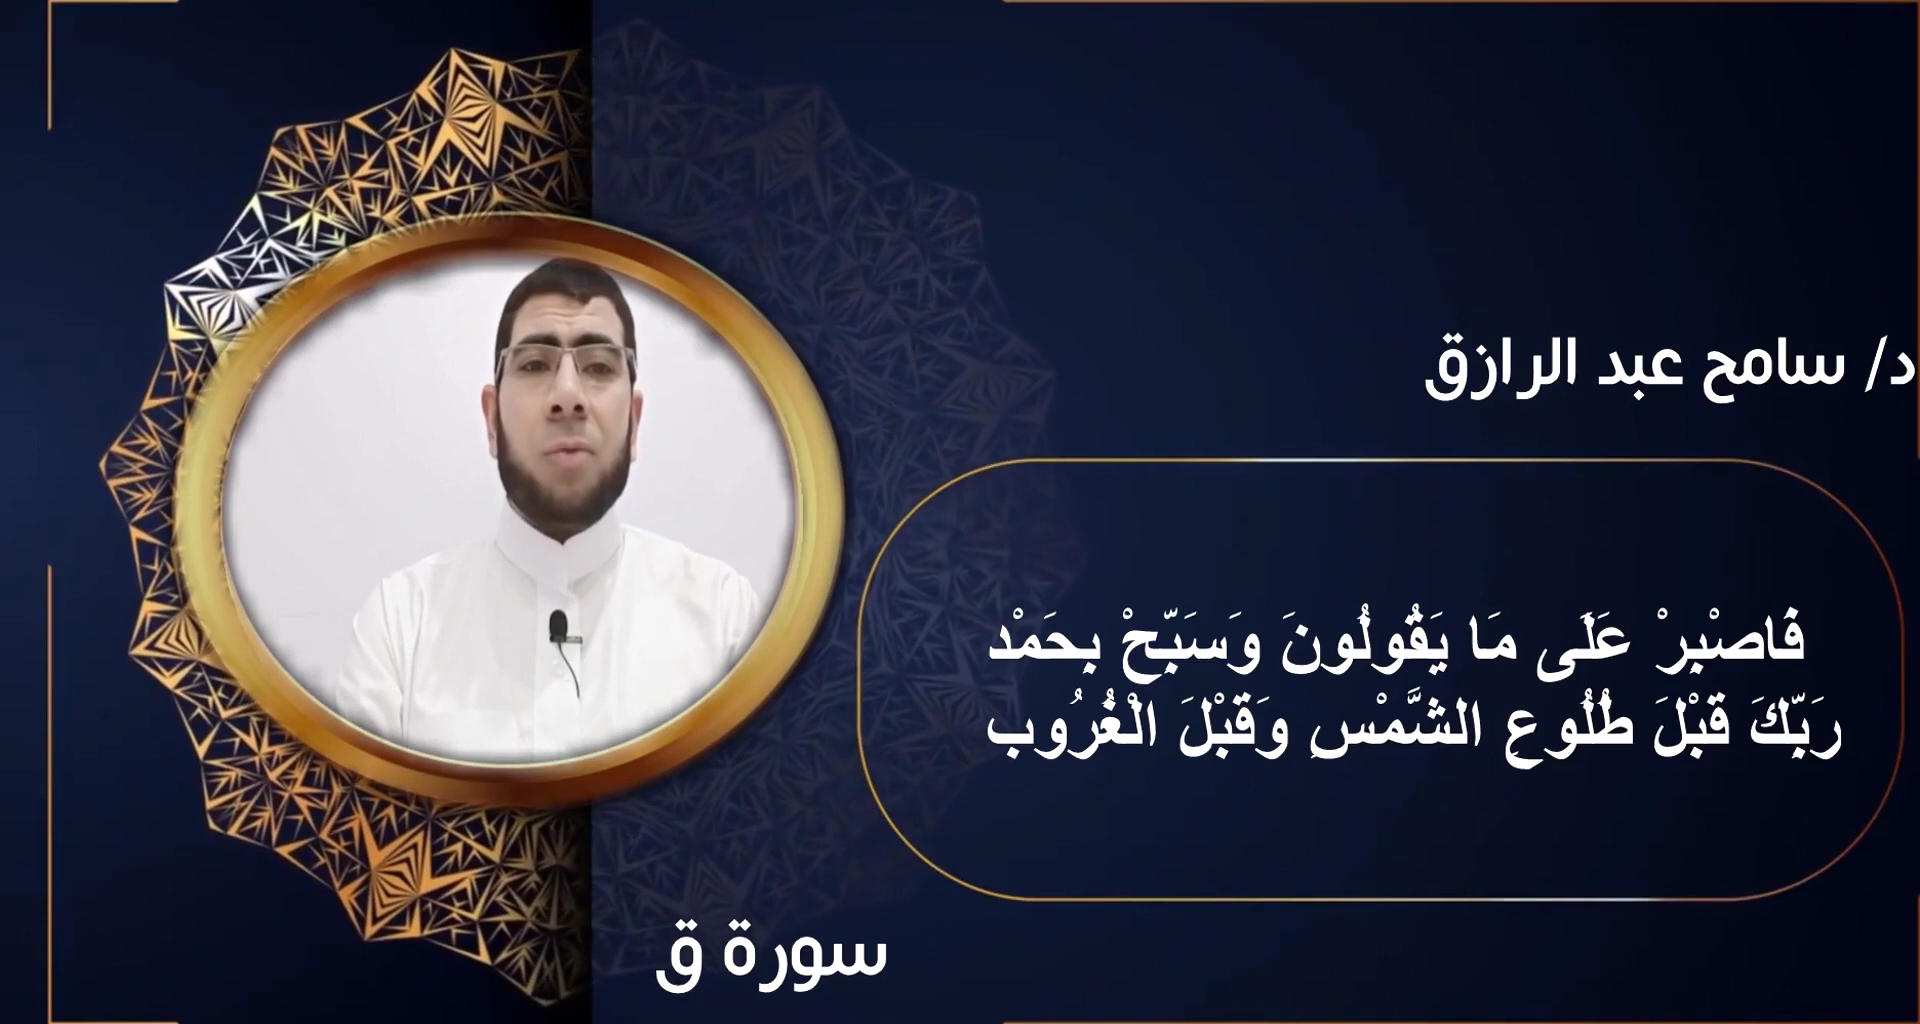 د/ سامح عبد الرازق
فَاصْبِرْ عَلَى مَا يَقُولُونَ وَسَبِّحْ بِحَمْدِ
رَبِّكَ قَبْلَ طُلُوعِ الشَّمْسِ وَقَبْلَ الْغُرُوبِ
سورة ق